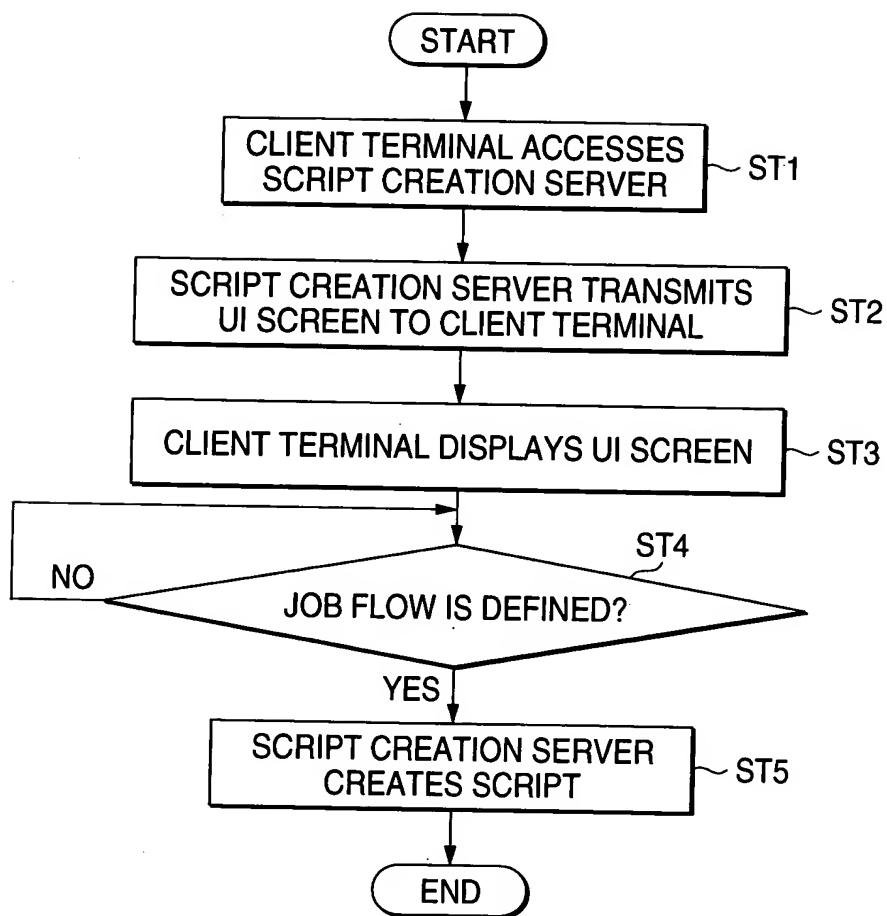 START
CLIENT TERMINAL ACCESSES
SCRIPT CREATION SERVER
ST1
SCRIPT CREATION SERVER TRANSMITS
UI SCREEN TO CLIENT TERMINAL
ST2
CLIENT TERMINAL DISPLAYS UI SCREEN
ST3
ST4
NO
JOB FLOW IS DEFINED?
YES
SCRIPT CREATION SERVER
CREATES SCRIPT
ST5
END